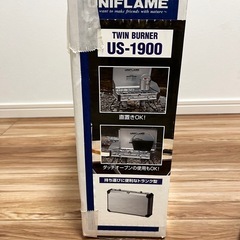 NIFLAME
want to make friends with nature
TWIN BURNER
US-1900
直置きOK!
ダッチオーブンの使用もOK!
持ち運びに便利なトランク型